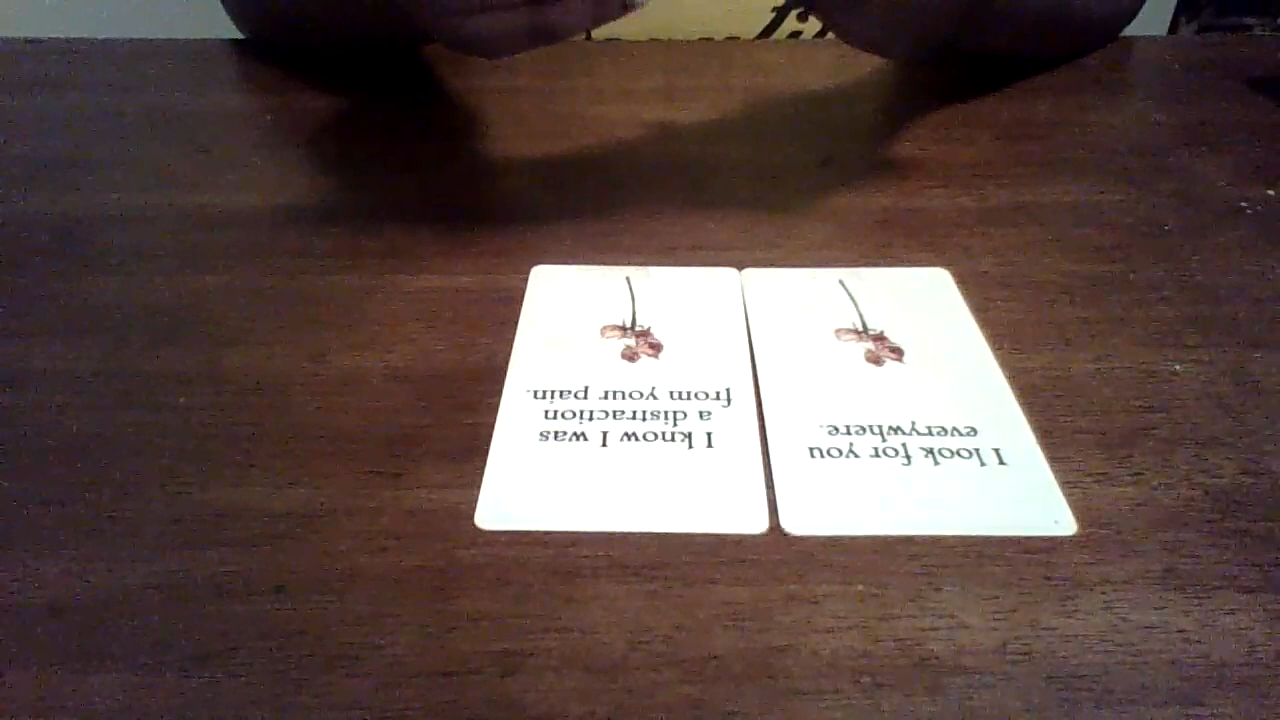 I look for you
everywhere.
I know I was
a distraction
from your pain.